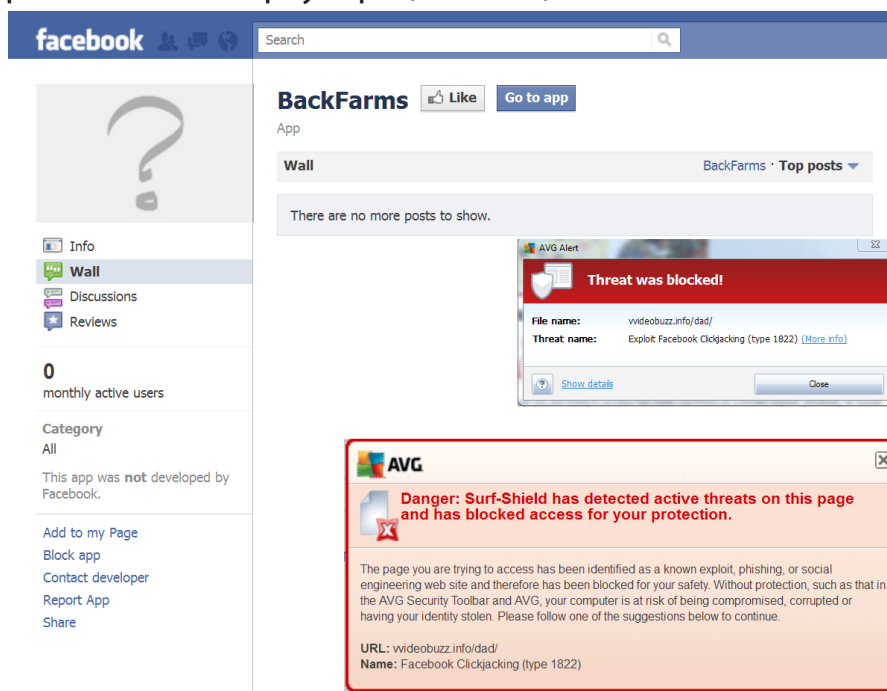 facebook
Search
BackFarms
Like
Go to app
App
Wall
BackFarms · Top posts
There are no more posts to show.
Info
Wall
Discussions
Reviews
0
monthly active users
Category
All
This app was not developed by
Facebook.
Add to my Page
Block app
Contact developer
Report App
Share
AVG Alert
Threat was blocked!
File name: vvideobuzz.info/dad/
Threat name: Exploit Facebook Clickjacking (type 1822) (More info)
Show details
Close
AVG
Danger: Surf-Shield has detected active threats on this page
and has blocked access for your protection.
The page you are trying to access has been identified as a known exploit, phishing, or social
engineering web site and therefore has been blocked for your safety. Without protection, such as that in
the AVG Security Toolbar and AVG, your computer is at risk of being compromised, corrupted or
having your identity stolen. Please follow one of the suggestions below to continue.
URL: vvideobuzz.info/dad/
Name: Facebook Clickjacking (type 1822)